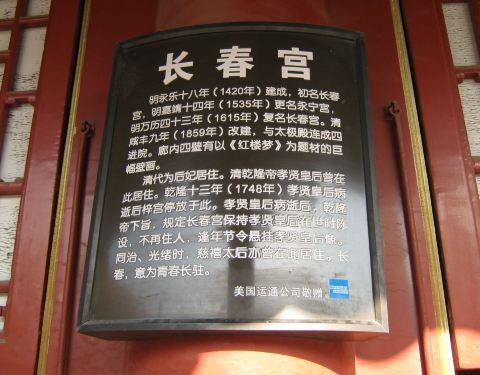 长春宫
明永乐十八年（1420年）建成，初名长春
宫，明嘉靖十四年（1535年）更名永宁宫，
明万历四十三年（1615年）复名长春宫。清
咸丰九年（1859年）改建，与太极殿连成四
进院。廊内四壁有以《红楼梦》为题材的巨
幅壁画。
清代为后妃居住。清乾隆帝孝贤皇后曾在
此居住。乾隆十三年（1748年）孝贤皇后病
逝后梓宫停放于此。孝贤皇后病逝后，乾隆
帝下旨，规定长春宫保持孝贤皇后在世时陈
设，不再住人，逢年节令悬挂孝贤皇后像。
同治、光绪时，慈禧太后亦曾在此居住。长
春，意为青春长驻。
美国运通公司敬赠